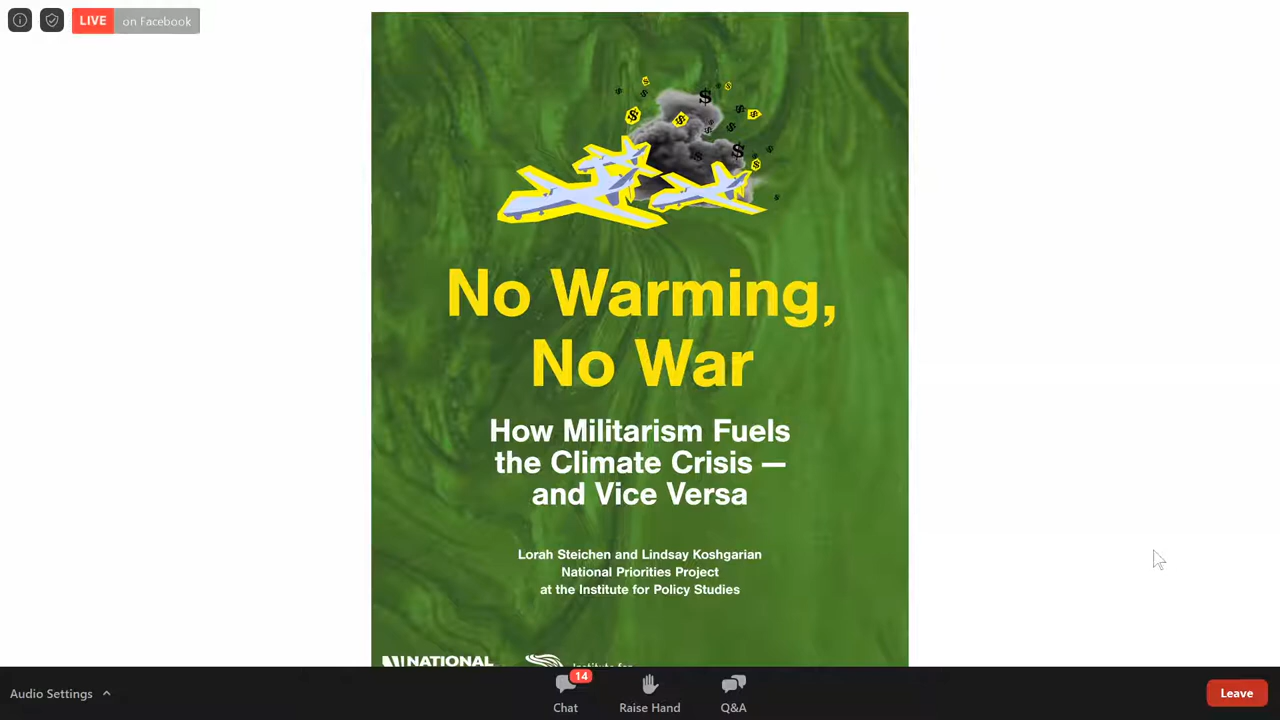 LIVE on Facebook
No Warming,
No War
How Militarism Fuels
the Climate Crisis —
and Vice Versa
Lorah Steichen and Lindsay Koshgarian
National Priorities Project
at the Institute for Policy Studies
NATIONAL
Institute for
Audio Settings
14
Chat
Raise Hand
Q&A
Leave